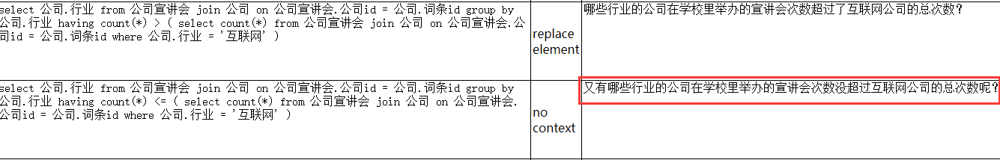 select 公司.行业 from 公司宣讲会 join 公司 on 公司宣讲会.公司id = 公司.词条id group by
公司.行业 having count(*) > ( select count(*) from 公司宣讲会 join 公司 on 公司宣讲会.公
司id = 公司.词条id where 公司.行业 = '互联网' )
replace
element
哪些行业的公司在学校里举办的宣讲会次数超过了互联网公司的总次数?
select 公司.行业 from 公司宣讲会 join 公司 on 公司宣讲会.公司id = 公司.词条id group by
公司.行业 having count(*) <= ( select count(*) from 公司宣讲会 join 公司 on 公司宣讲会.
公司id = 公司.词条id where 公司.行业 = '互联网' )
no
context
又有哪些行业的公司在学校里举办的宣讲会次数没超过互联网公司的总次数呢?